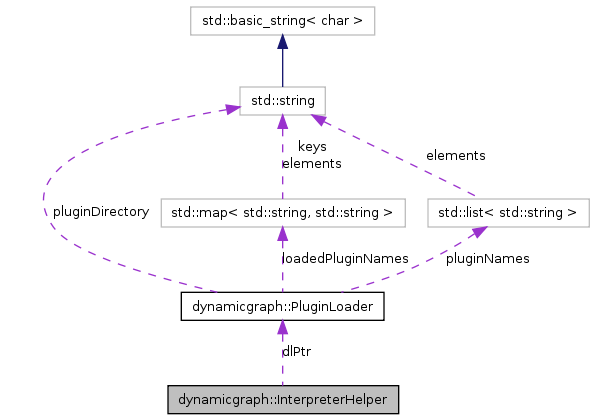 std::basic_string< char >
std::string
keys
elements
elements
pluginDirectory
std::map< std::string, std::string >
std::list< std::string >
loadedPluginNames
pluginNames
dynamicgraph::PluginLoader
dlPtr
dynamicgraph::InterpreterHelper